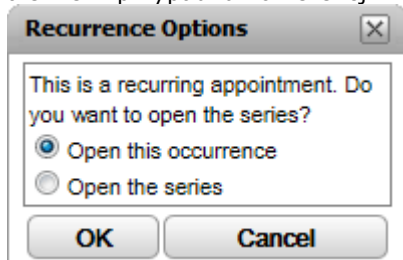 Recurrence Options
This is a recurring appointment. Do
you want to open the series?
Open this occurrence
Open the series
OK Cancel